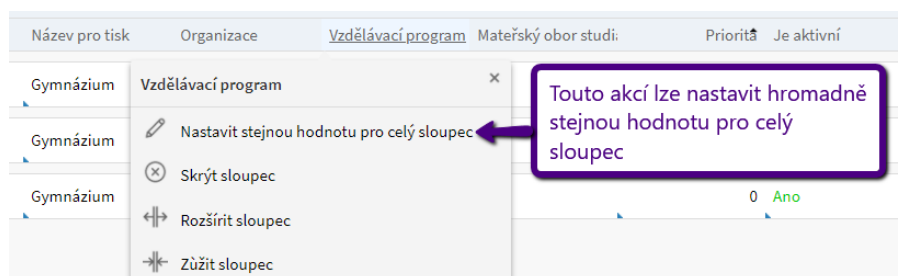 Název pro tisk Organizace Vzdělávací program Mateřský obor studi Priorita Je aktivní
Gymnázium
Vzdělávací program
Touto akcí lze nastavit hromadně
stejnou hodnotu pro celý
sloupec
Gymnázium
Nastavit stejnou hodnotu pro celý sloupec
Skrýt sloupec
Gymnázium 0 Ano
Rozšířit sloupec
Zùžit sloupec